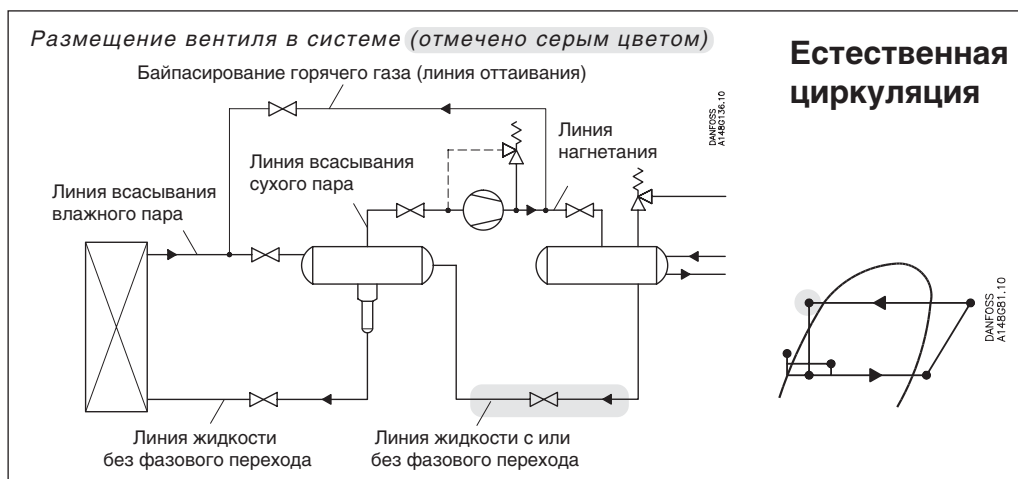 Размещение вентиля в системе (отмечено серым цветом)
Естественная
циркуляция
Байпасирование горячего газа (линия оттаивания)
DANFOSS
A148G136.10
Линия
нагнетания
Линия всасывания
сухого пара
Линия всасывания
влажного пара
DANFOSS
A148G81.10
Линия жидкости
без фазового перехода
Линия жидкости с или
без фазового перехода